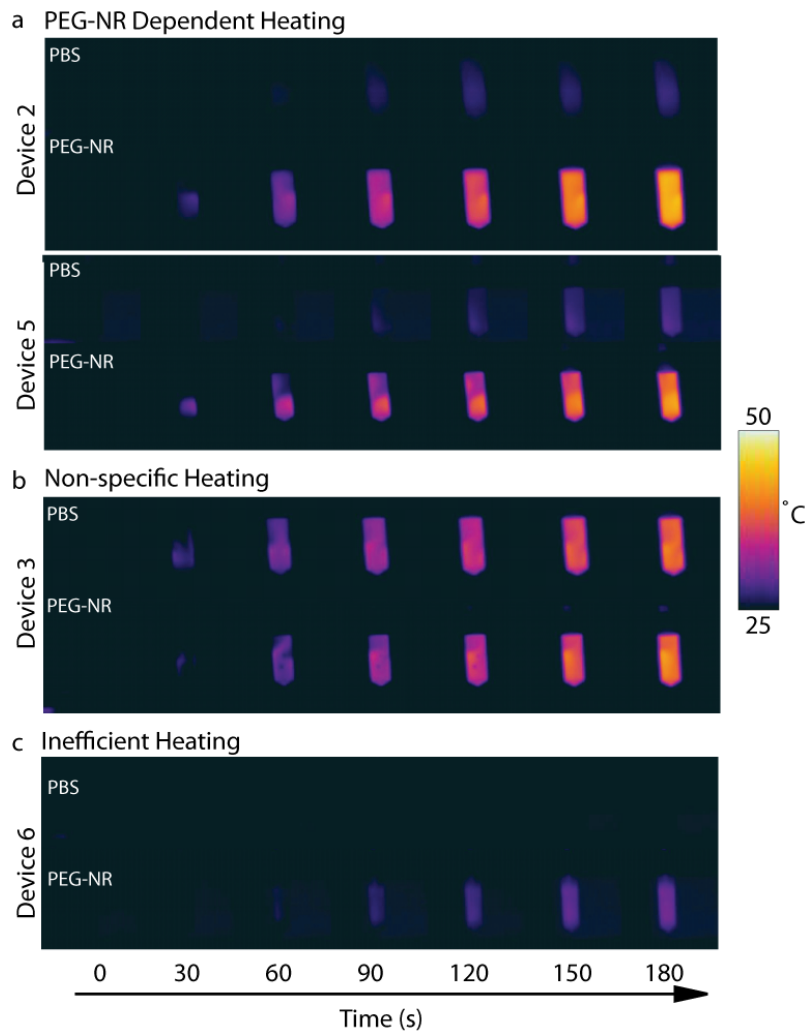 a PEG-NR Dependent Heating
Device 2
PBS
PEG-NR
Device 5
PBS
PEG-NR
50
°C
25
b Non-specific Heating
Device 3
PBS
PEG-NR
c Inefficient Heating
Device 6
PBS
PEG-NR
0 30 60 90 120 150 180
Time (s)